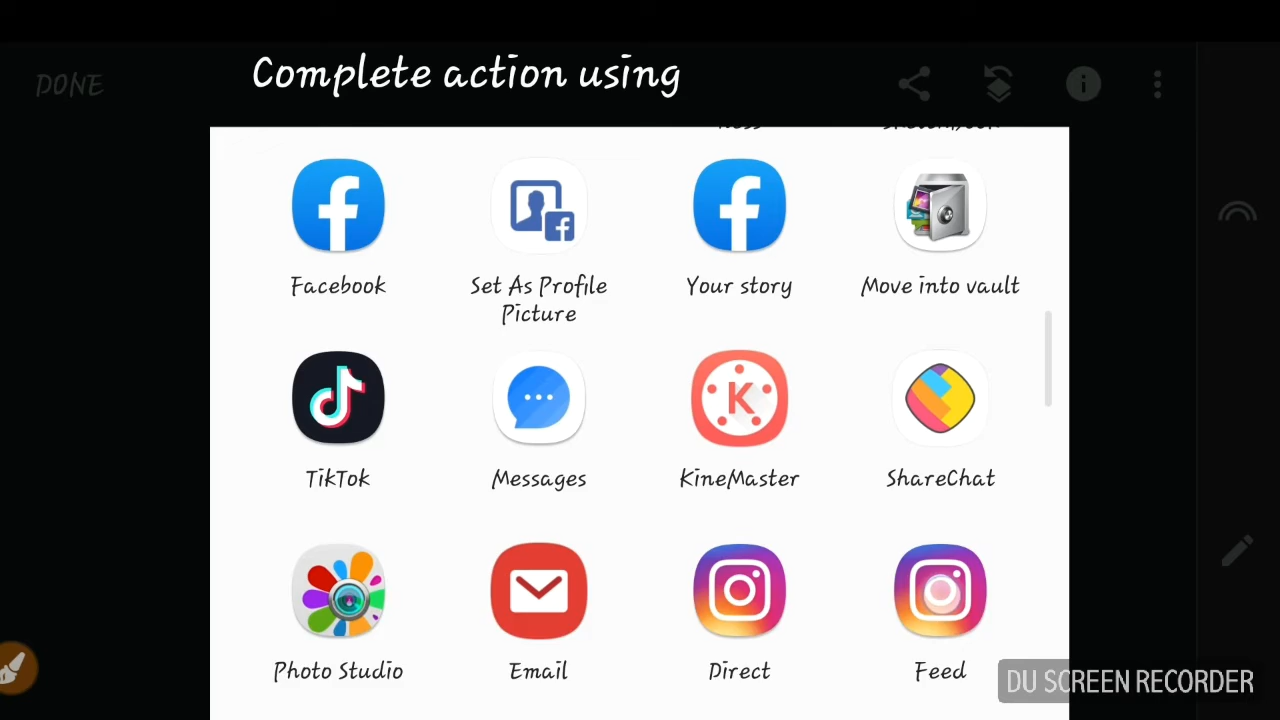 DONE
Complete action using
Facebook
Set As Profile
Picture
Your story
Move into vault
TikTok
Messages
K
KineMaster
ShareChat
Photo Studio
Email
Direct
Feed
DU SCREEN RECORDER